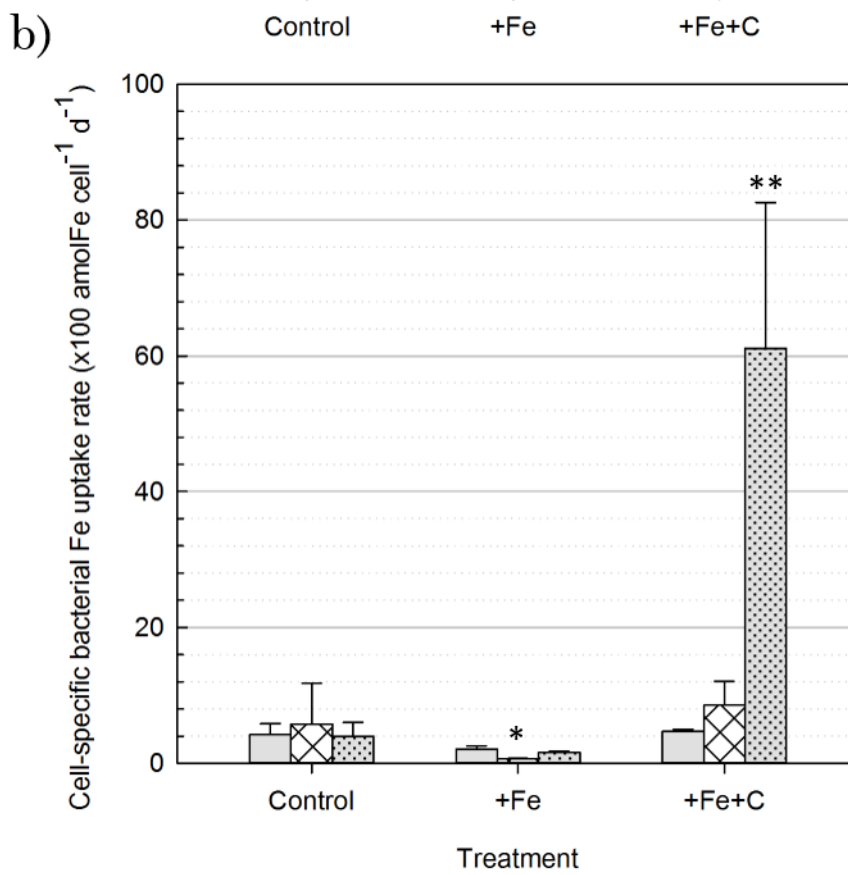 Control +Fe +Fe+C
b)
Cell-specific bacterial Fe uptake rate (x100 amolFe cell⁻¹ d⁻¹)
100
80
60
40
20
0
**
*
Control +Fe +Fe+C
Treatment